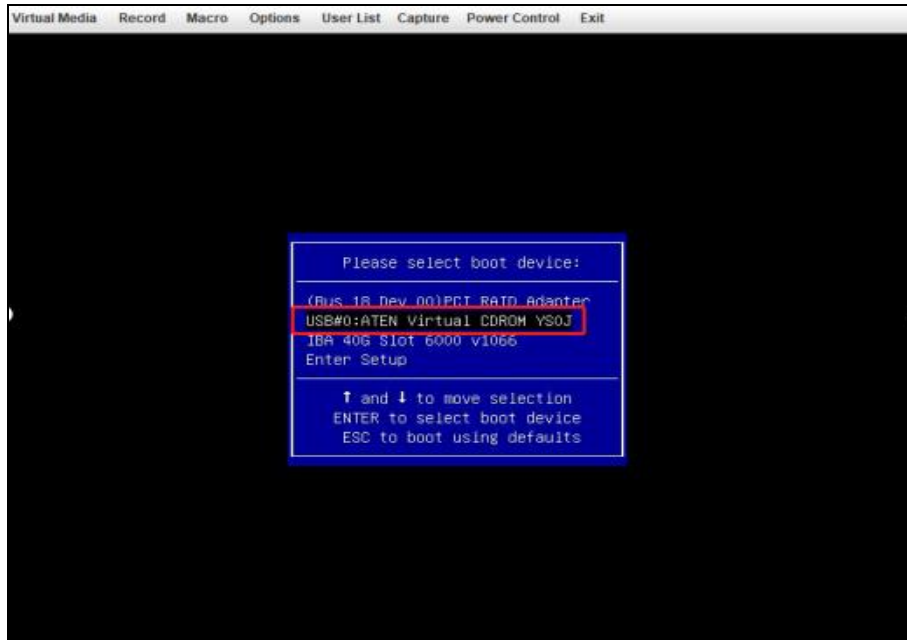 Virtual Media Record Macro Options User List Capture Power Control Exit
Please select boot device:
(Bus 18 Dev 00)PCI RAID Adapter
USB#0:ATEN Virtual CDROM YS0J
IBA 40G Slot 6000 v1066
Enter Setup
↑ and ↓ to move selection
ENTER to select boot device
ESC to boot using defaults